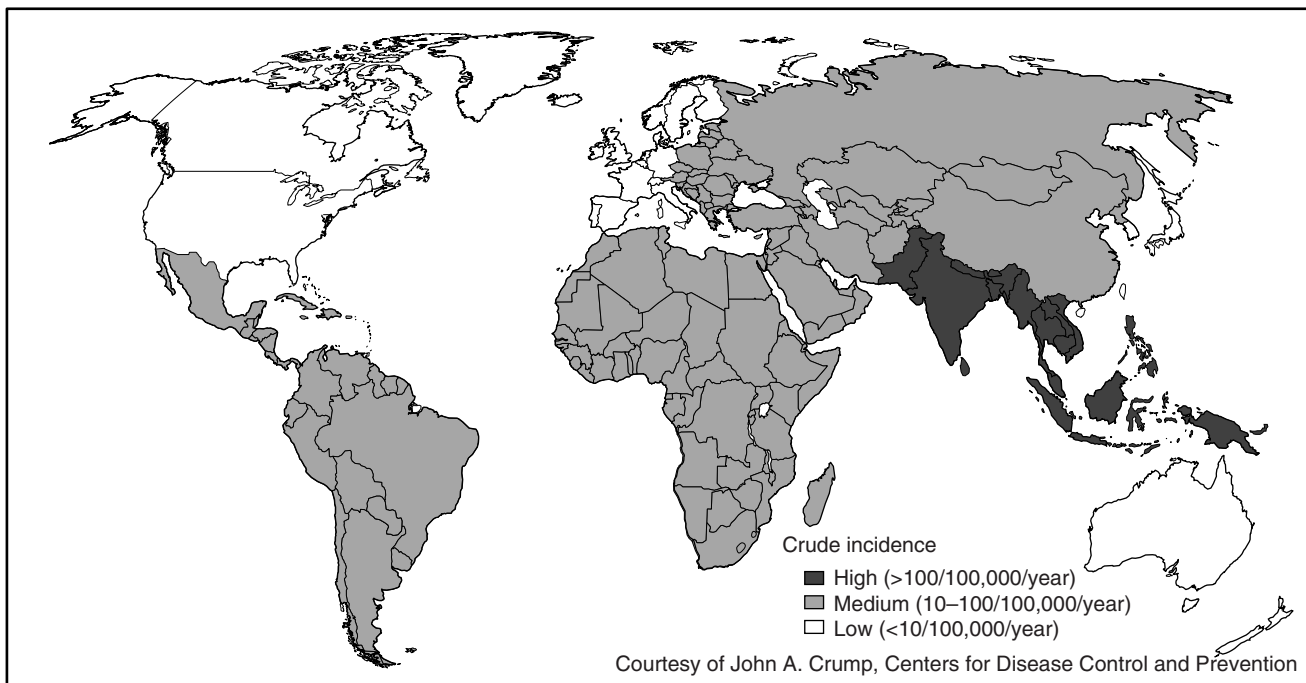 Crude incidence
High (>100/100,000/year)
Medium (10–100/100,000/year)
Low (<10/100,000/year)
Courtesy of John A. Crump, Centers for Disease Control and Prevention